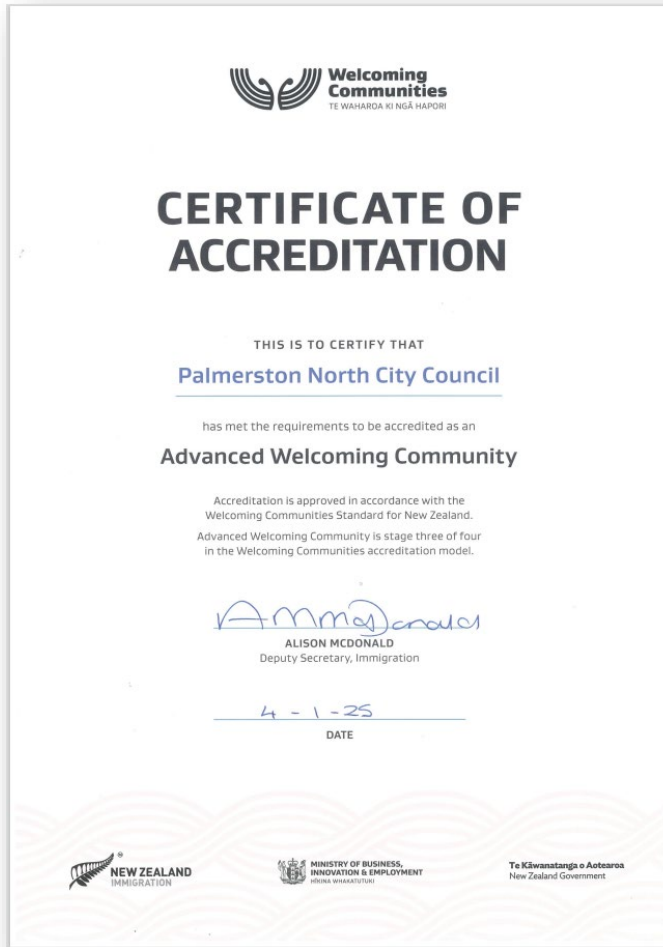 Welcoming
Communities
TE WAHAROA KI NGĀ HAPORI
CERTIFICATE OF
ACCREDITATION
THIS IS TO CERTIFY THAT
Palmerston North City Council
has met the requirements to be accredited as an
Advanced Welcoming Community
Accreditation is approved in accordance with the
Welcoming Communities Standard for New Zealand.
Advanced Welcoming Community is stage three of four
in the Welcoming Communities accreditation model.
AMMcDonald
ALISON MCDONALD
Deputy Secretary, Immigration
4 - 1 - 25
DATE
NEW ZEALAND
IMMIGRATION
MINISTRY OF BUSINESS,
INNOVATION & EMPLOYMENT
HĪKINA WHAKATUTUKI
Te Kāwanatanga o Aotearoa
New Zealand Government